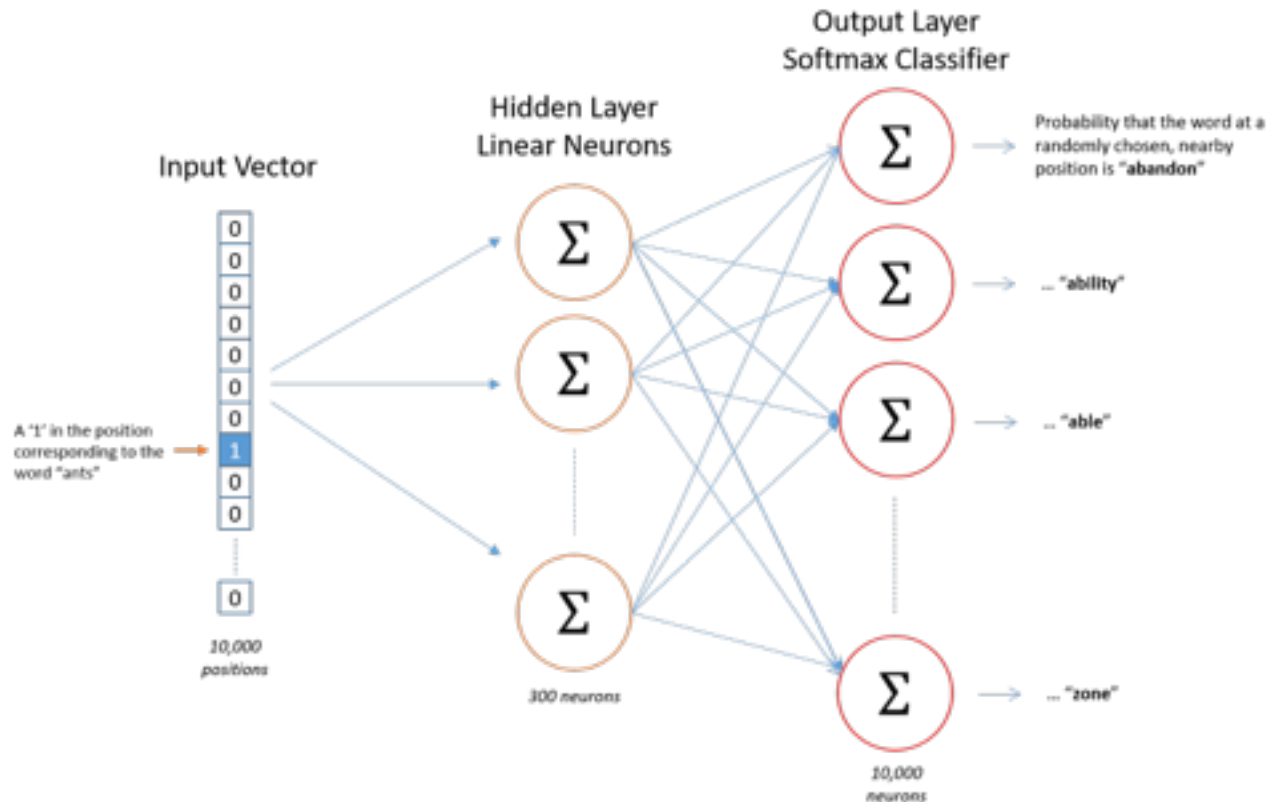 Output Layer
Softmax Classifier
Hidden Layer
Linear Neurons
Input Vector
Probability that the word at a
randomly chosen, nearby
position is “abandon”
Σ
Σ
Σ
Σ
Σ
Σ
Σ
0
0
0
0
0
0
0
1
0
0
0
A ‘1’ in the position
corresponding to the
word “ants”
... “ability”
... “able”
... “zone”
10,000
positions
300 neurons
10,000
neurons